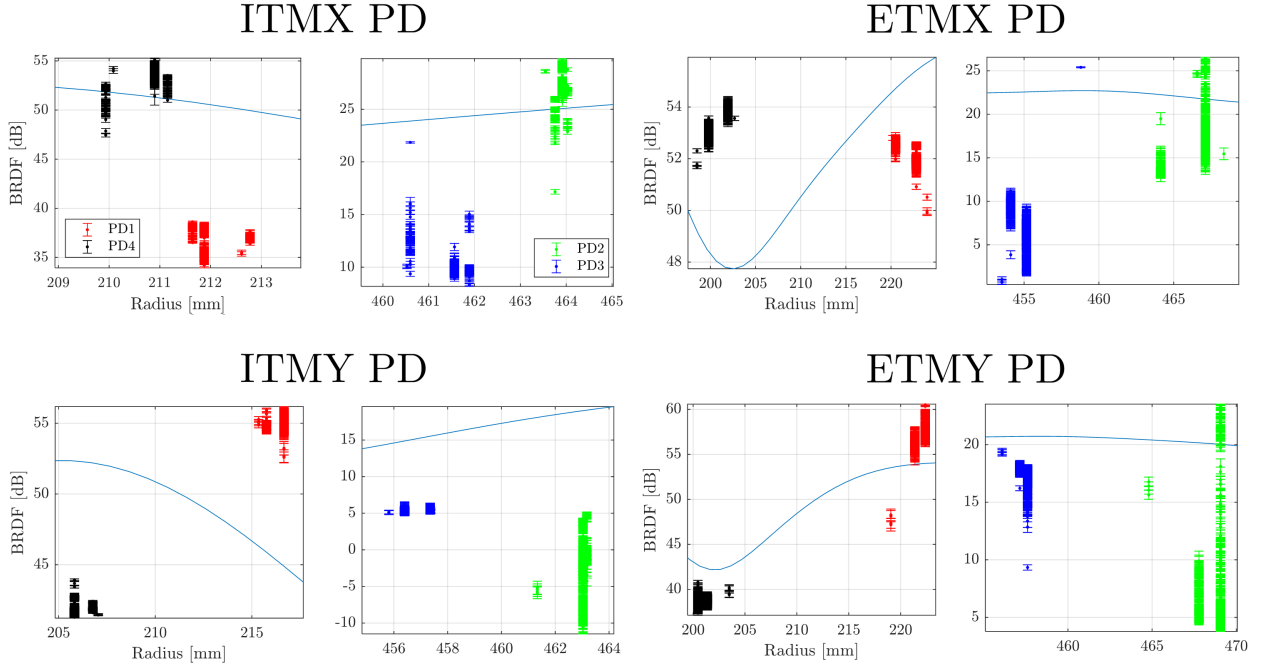 ITMX PD
ETMX PD
55
50
45
40
35
BRDF [dB]
PD1
PD4
209 210 211 212 213
Radius [mm]
25
20
15
10
PD2
PD3
460 461 462 463 464 465
54
52
50
48
BRDF [dB]
200 205 210 215 220
Radius [mm]
25
20
15
10
5
455 460 465
ITMY PD
ETMY PD
55
50
45
BRDF [dB]
205 210 215
Radius [mm]
15
10
5
0
-5
-10
456 458 460 462 464
60
55
50
45
40
BRDF [dB]
200 205 210 215 220
Radius [mm]
20
15
10
5
460 465 470